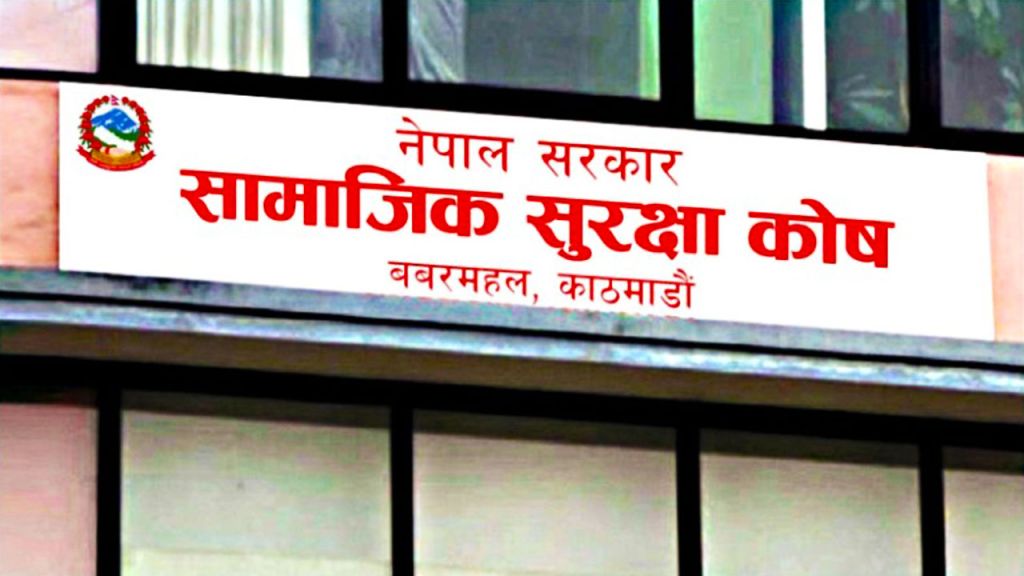 नेपाल सरकार
सामाजिक सुरक्षा कोष
बबरमहल, काठमाडौं